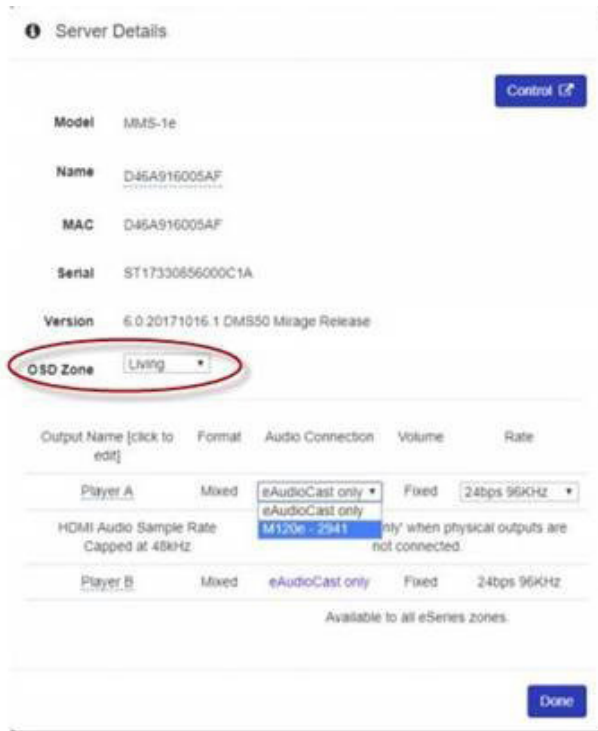 Server Details
Control
Model MMS-1e
Name D46A916005AF
MAC D46A916005AF
Serial ST17330856000C1A
Version 6.0.20171016.1 DMS50 Mirage Release
OSD Zone Living
Output Name [click to edit] Format Audio Connection Volume Rate
Player A Mixed eAudioCast only Fixed 24bps 96KHz
eAudioCast only
M120e - 2941
HDMI Audio Sample Rate Capped at 48kHz
nly' when physical outputs are not connected.
Player B Mixed eAudioCast only Fixed 24bps 96KHz
Available to all eSeries zones.
Done